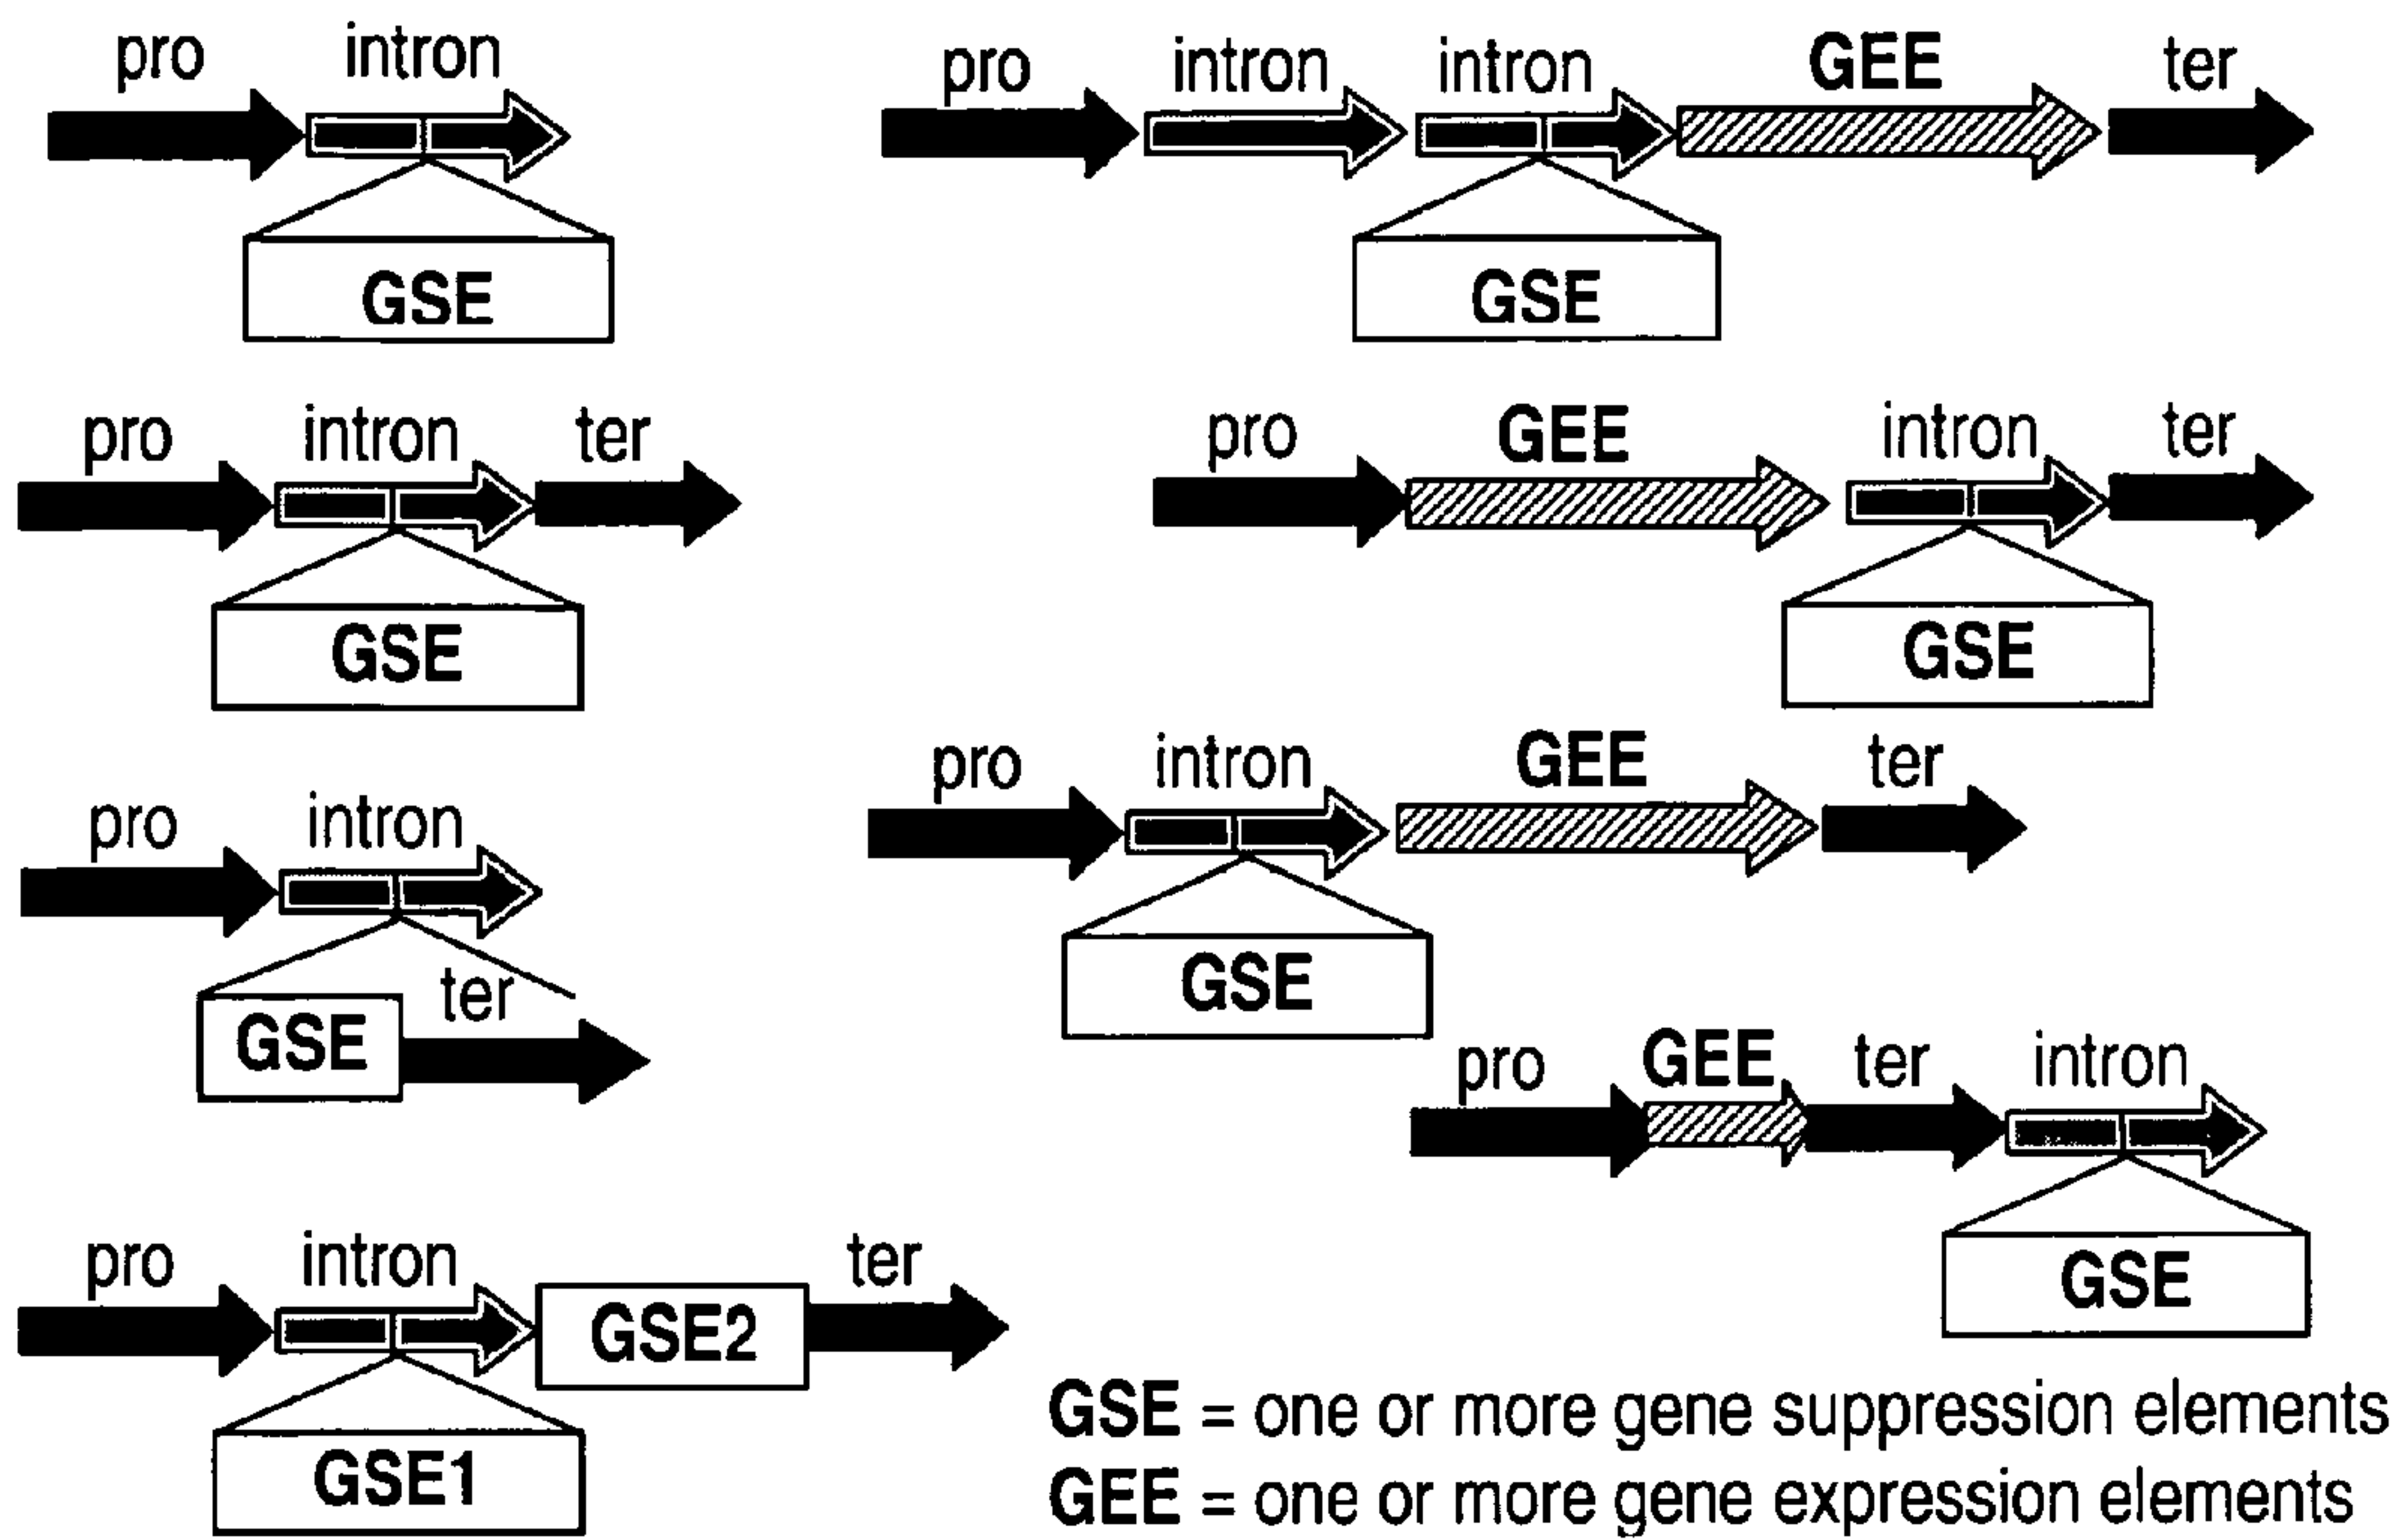 pro intron
GSE
pro intron ter
GSE
pro intron
GSE ter
pro intron GSE2 ter
GSE1
pro intron intron GEE ter
GSE
pro GEE intron ter
GSE
pro intron GEE ter
GSE
pro GEE ter intron
GSE
GSE = one or more gene suppression elements
GEE = one or more gene expression elements